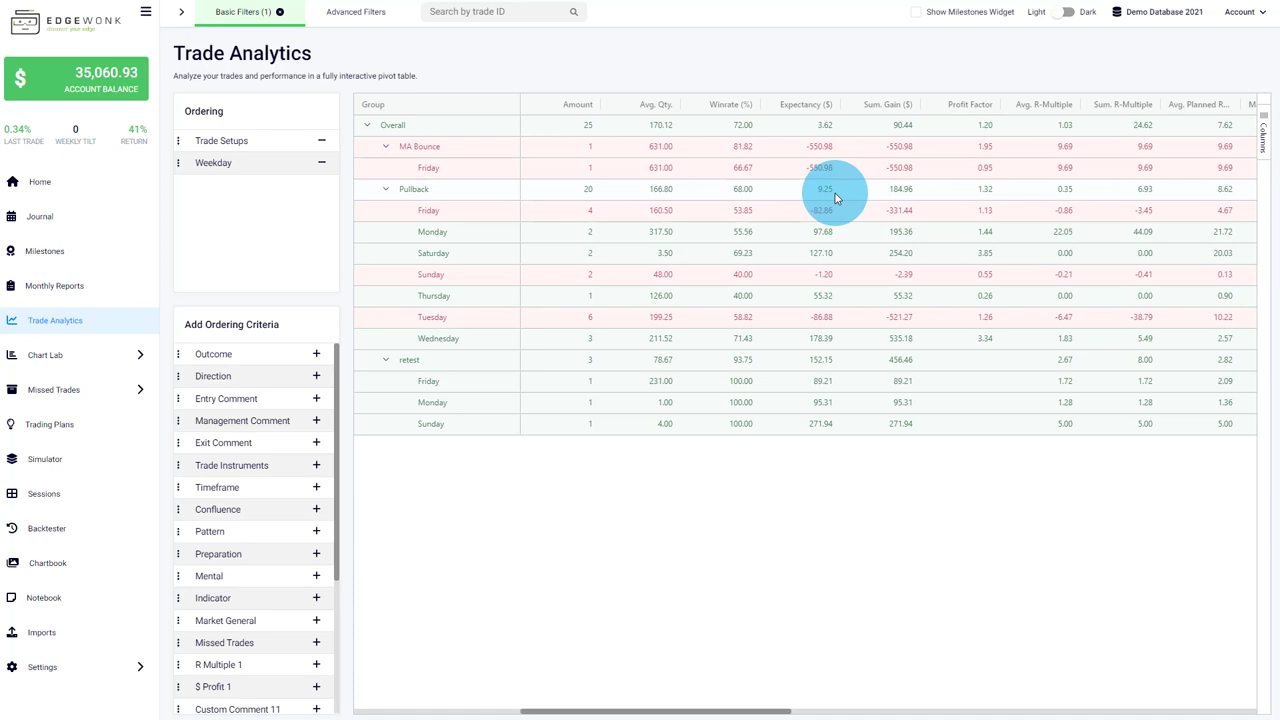 EDGEWONK
discover your edge
Basic Filters (1)
Advanced Filters
Search by trade ID
Show Milestones Widget
Light
Dark
Demo Database 2021
Account
$
35,060.93
ACCOUNT BALANCE
0.34%
0
41%
LAST TRADE
WEEKLY TILT
RETURN
Home
Journal
Milestones
Monthly Reports
Trade Analytics
Chart Lab
Missed Trades
Trading Plans
Simulator
Sessions
Backtester
Chartbook
Notebook
Imports
Settings
Trade Analytics
Analyze your trades and performance in a fully interactive pivot table.
Ordering
Trade Setups
Weekday
Add Ordering Criteria
Outcome
Direction
Entry Comment
Management Comment
Exit Comment
Trade Instruments
Timeframe
Confluence
Pattern
Preparation
Mental
Indicator
Market General
Missed Trades
R Multiple 1
$ Profit 1
Custom Comment 11
Group Amount Avg. Qty. Winrate (%) Expectancy ($) Sum. Gain ($) Profit Factor Avg. R-Multiple Sum. R-Multiple Avg. Planned R... M
Overall 25 170.12 72.00 3.62 90.44 1.20 1.03 24.62 7.62
MA Bounce 1 631.00 81.82 -550.98 -550.98 1.95 9.69 9.69 9.69
Friday 1 631.00 66.67 -550.98 -550.98 0.95 9.69 9.69 9.69
Pullback 20 166.80 68.00 9.25 184.96 1.32 0.35 6.93 8.62
Friday 4 160.50 53.85 -82.86 -331.44 1.13 -0.86 -3.45 4.67
Monday 2 317.50 55.56 97.68 195.36 1.44 22.05 44.09 21.72
Saturday 2 3.50 69.23 127.10 254.20 3.85 0.00 0.00 20.03
Sunday 2 48.00 40.00 -1.20 -2.39 0.55 -0.21 -0.41 0.13
Thursday 1 126.00 40.00 55.32 55.32 0.26 0.00 0.00 0.90
Tuesday 6 199.25 58.82 -86.88 -521.27 1.26 -6.47 -38.79 10.22
Wednesday 3 211.52 71.43 178.39 535.18 3.34 1.83 5.49 2.57
retest 3 78.67 93.75 152.15 456.46 2.67 8.00 2.82
Friday 1 231.00 100.00 89.21 89.21 1.72 1.72 2.09
Monday 1 1.00 100.00 95.31 95.31 1.28 1.28 1.36
Sunday 1 4.00 100.00 271.94 271.94 5.00 5.00 5.00
Columns